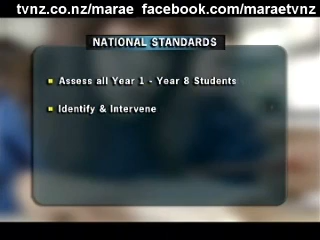 tvnz.co.nz/marae facebook.com/maraetvnz
NATIONAL STANDARDS
Assess all Year 1 - Year 8 Students
Identify & Intervene